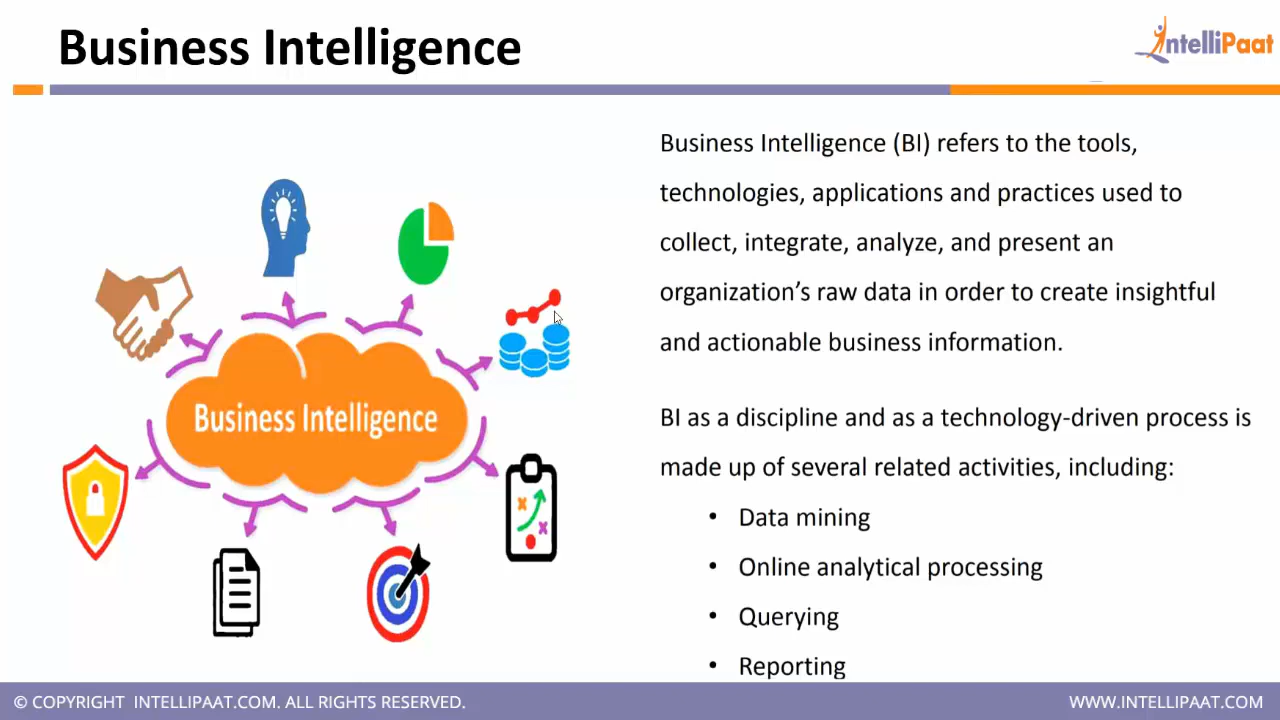 Business Intelligence
IntelliPaat
Business Intelligence (BI) refers to the tools,
technologies, applications and practices used to
collect, integrate, analyze, and present an
organization’s raw data in order to create insightful
and actionable business information.
Business Intelligence
BI as a discipline and as a technology-driven process is
made up of several related activities, including:
• Data mining
• Online analytical processing
• Querying
• Reporting
© COPYRIGHT INTELLIPAAT.COM. ALL RIGHTS RESERVED.
WWW.INTELLIPAAT.COM